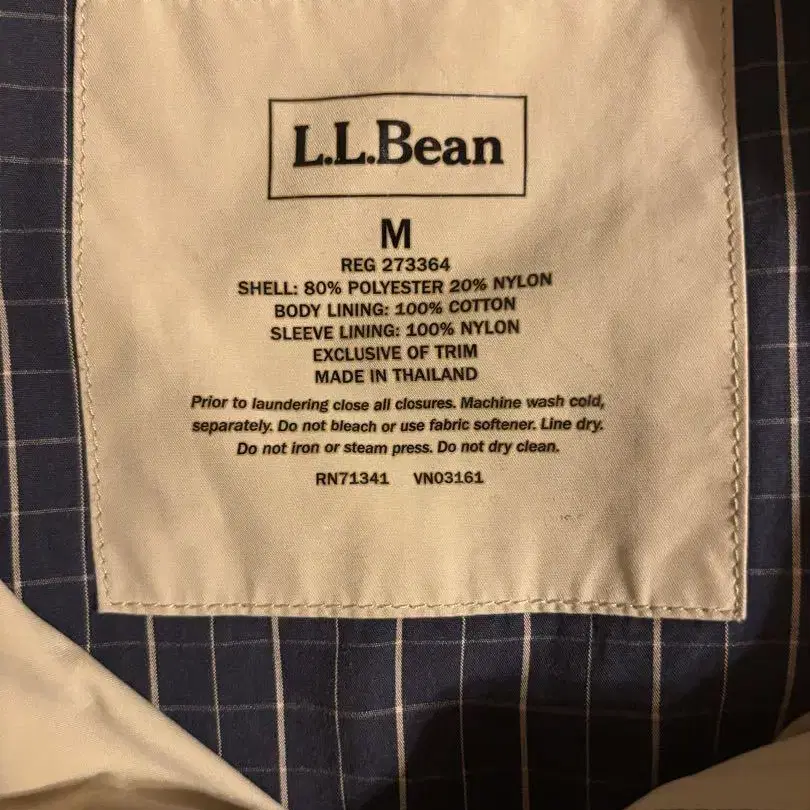 L.L.Bean
M
REG 273364
SHELL: 80% POLYESTER 20% NYLON
BODY LINING: 100% COTTON
SLEEVE LINING: 100% NYLON
EXCLUSIVE OF TRIM
MADE IN THAILAND
Prior to laundering close all closures. Machine wash cold,
separately. Do not bleach or use fabric softener. Line dry.
Do not iron or steam press. Do not dry clean.
RN71341 VN03161